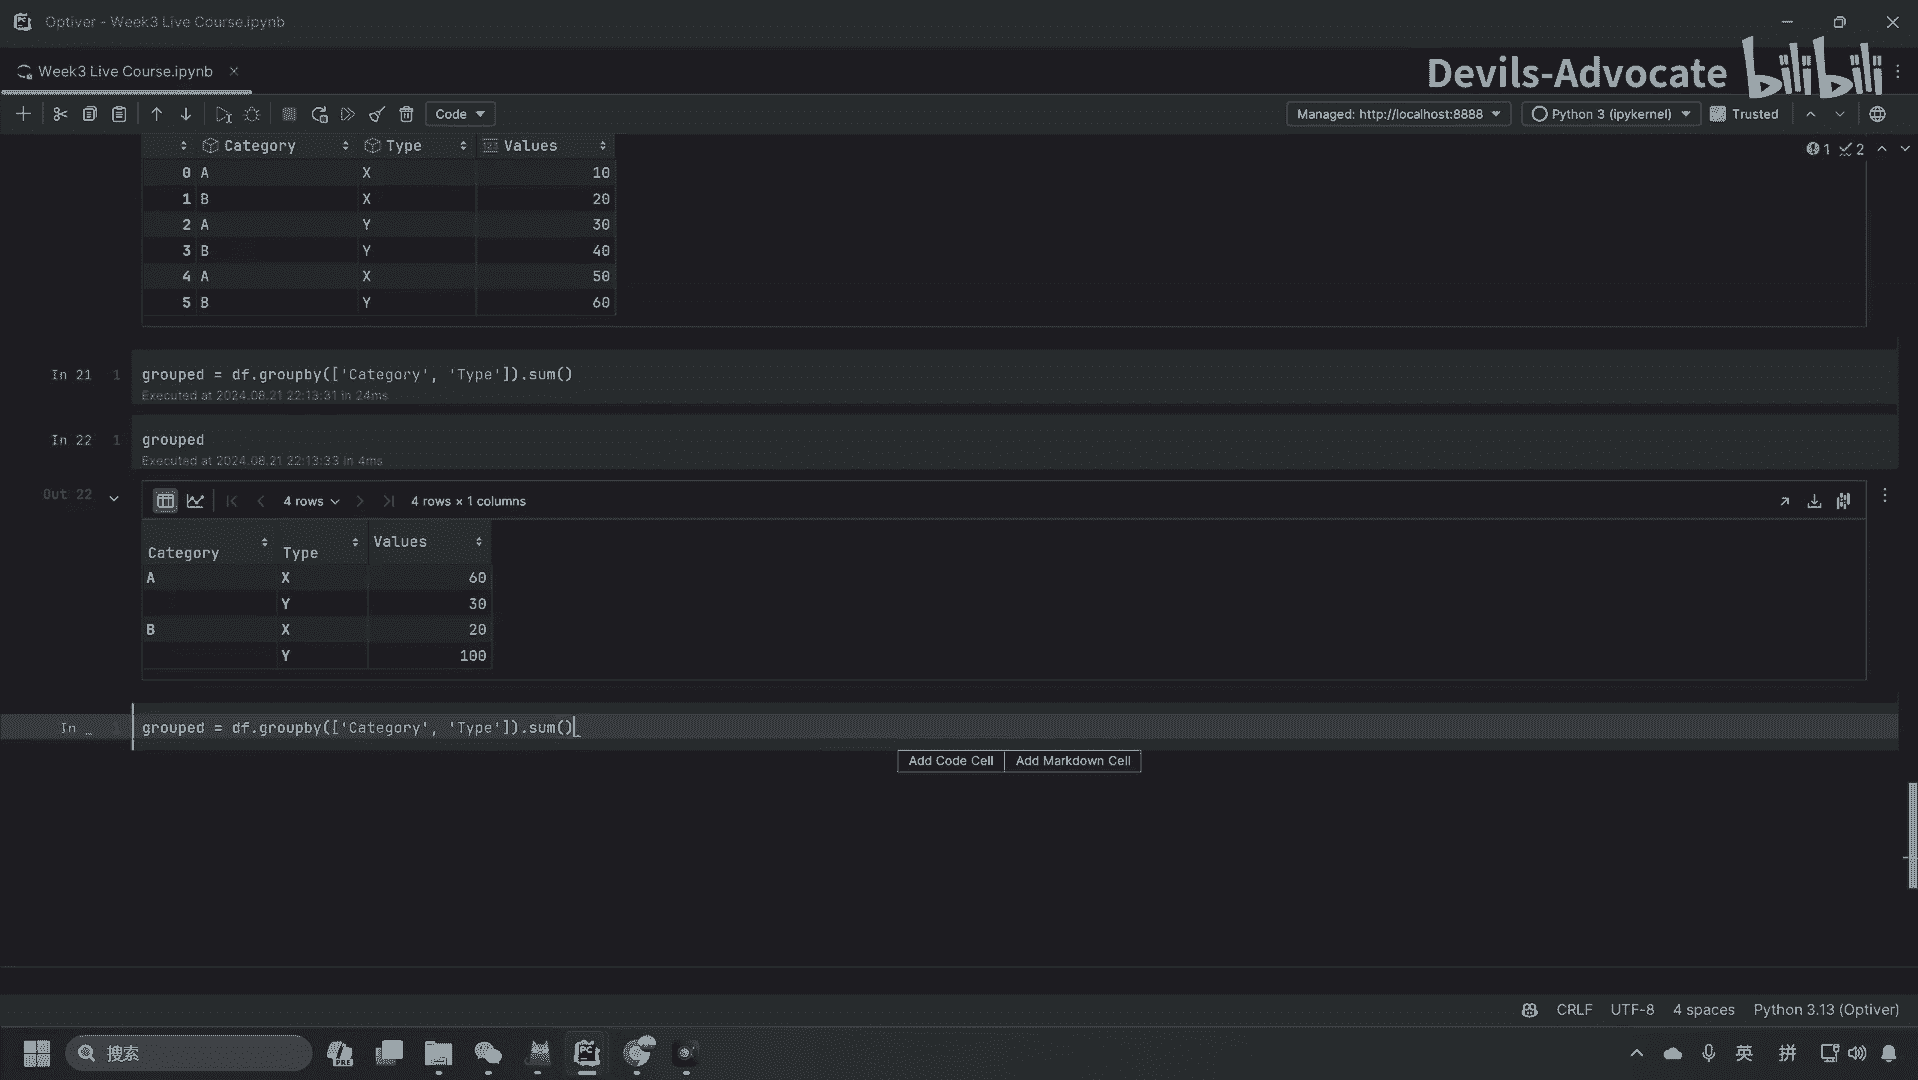 Optiver - Week3 Live Course.ipynb
Week3 Live Course.ipynb
Devils-Advocate bilibili
Code
Managed: http://localhost:8888
Python 3 (ipykernel)
Trusted
Category Type Values
1 2
0 A X 10
1 B X 20
2 A Y 30
3 B Y 40
4 A X 50
5 B Y 60
In 21 1 grouped = df.groupby(['Category', 'Type']).sum()
Executed at 2024.08.21 22:13:31 in 24ms
In 22 1 grouped
Executed at 2024.08.21 22:13:33 in 4ms
Out 22
4 rows
4 rows × 1 columns
Category Type Values
A X 60
Y 30
B X 20
Y 100
In _ 1 grouped = df.groupby(['Category', 'Type']).sum()
Add Code Cell Add Markdown Cell
CRLF UTF-8 4 spaces Python 3.13 (Optiver)
搜索
PRE
PC
英
拼